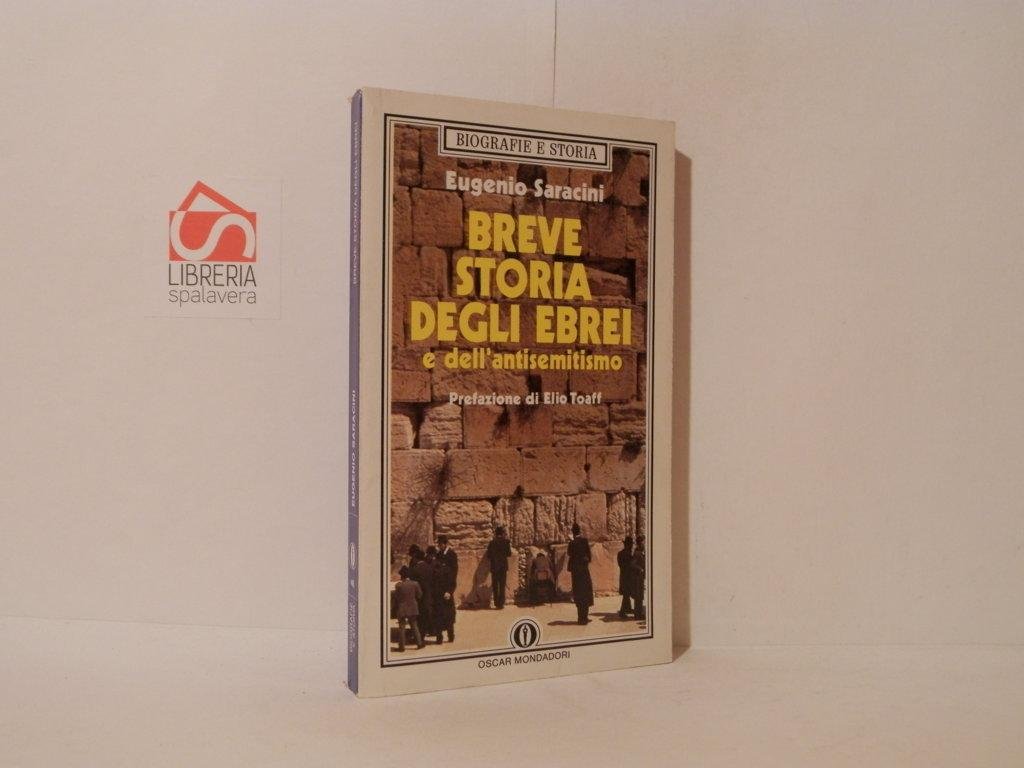 BIOGRAFIE E STORIA
Eugenio Saracini
BREVE
STORIA
DEGLI EBREI
e dell'antisemitismo
Prefazione di Elio Toaff
OSCAR MONDADORI
BREVE STORIA DEGLI EBREI
EUGENIO SARACINI
LIBRERIA
spalavera